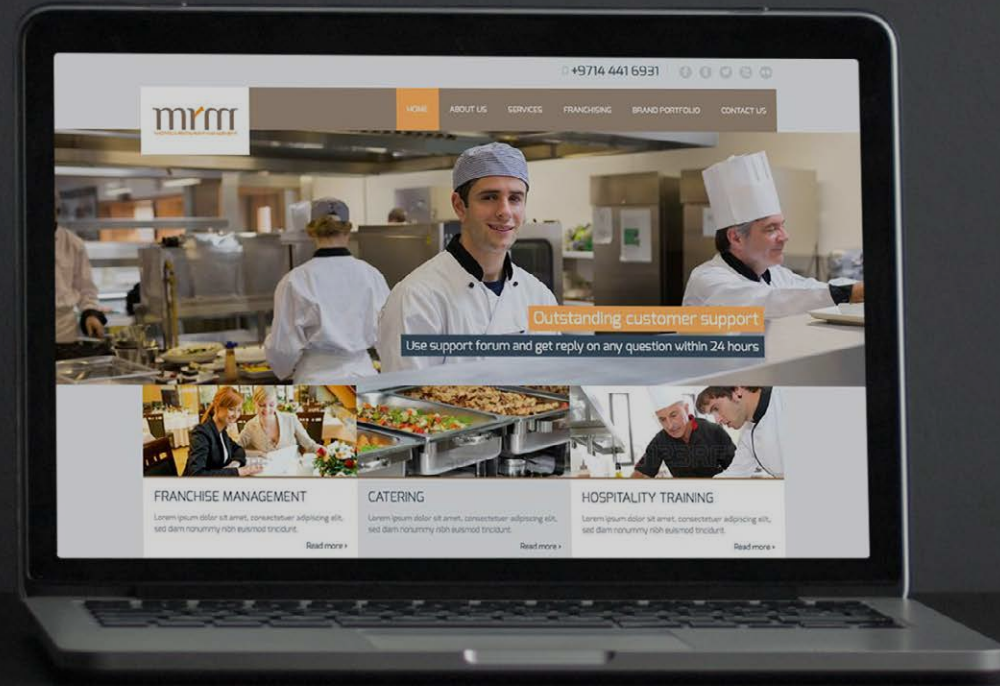 +9714 441 6931
mrm
HOME
ABOUT US
SERVICES
FRANCHISING
BRAND PORTFOLIO
CONTACT US
Outstanding customer support
Use support forum and get reply on any question within 24 hours
FRANCHISE MANAGEMENT
Lorem ipsum dolor sit amet, consectetuer adipiscing elit,
sed diam nonummy nibh euismod tincidunt.
Read more >
CATERING
Lorem ipsum dolor sit amet, consectetuer adipiscing elit,
sed diam nonummy nibh euismod tincidunt.
Read more >
HOSPITALITY TRAINING
Lorem ipsum dolor sit amet, consectetuer adipiscing elit,
sed diam nonummy nibh euismod tincidunt.
Read more >